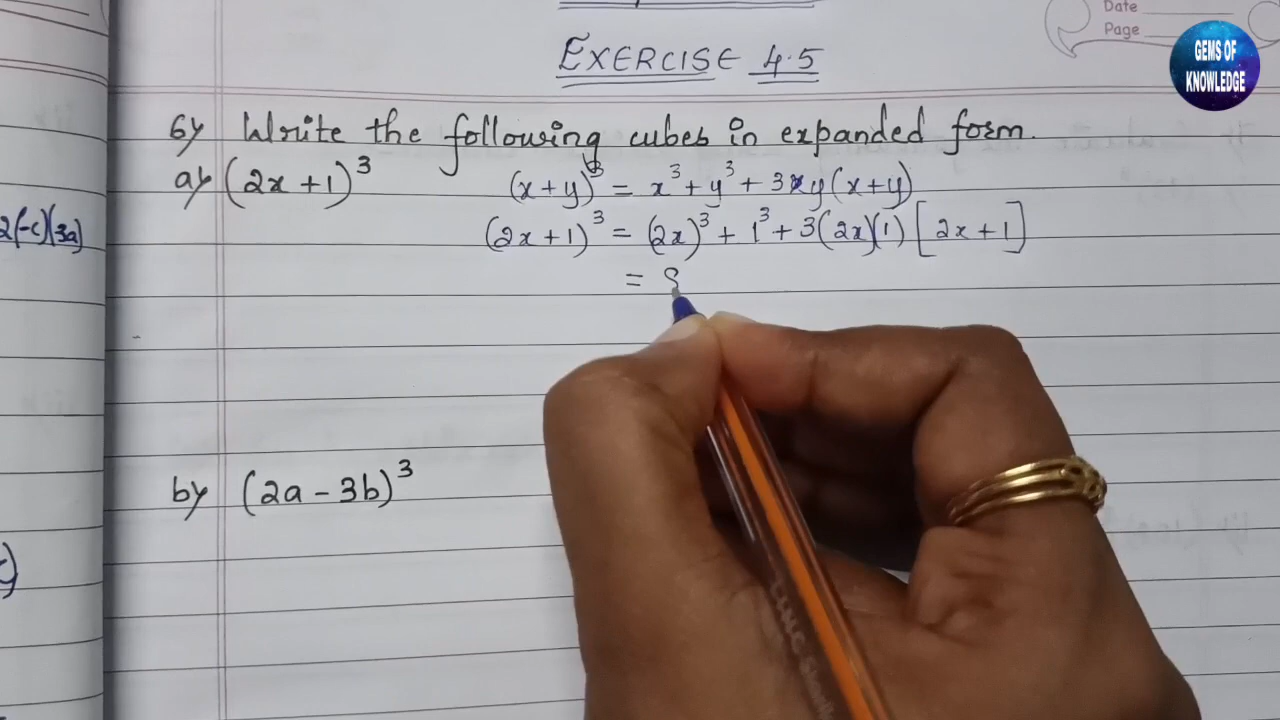 Date
Page
GEMS OF
KNOWLEDGE
EXERCISE 4.5
6) Write the following cubes in expanded form.
a) (2x + 1)³
(x + y)³ = x³ + y³ + 3xy(x + y)
2(-c)(3a)
(2x + 1)³ = (2x)³ + 1³ + 3(2x)(1) [2x + 1]
= 8
b) (2a - 3b)³